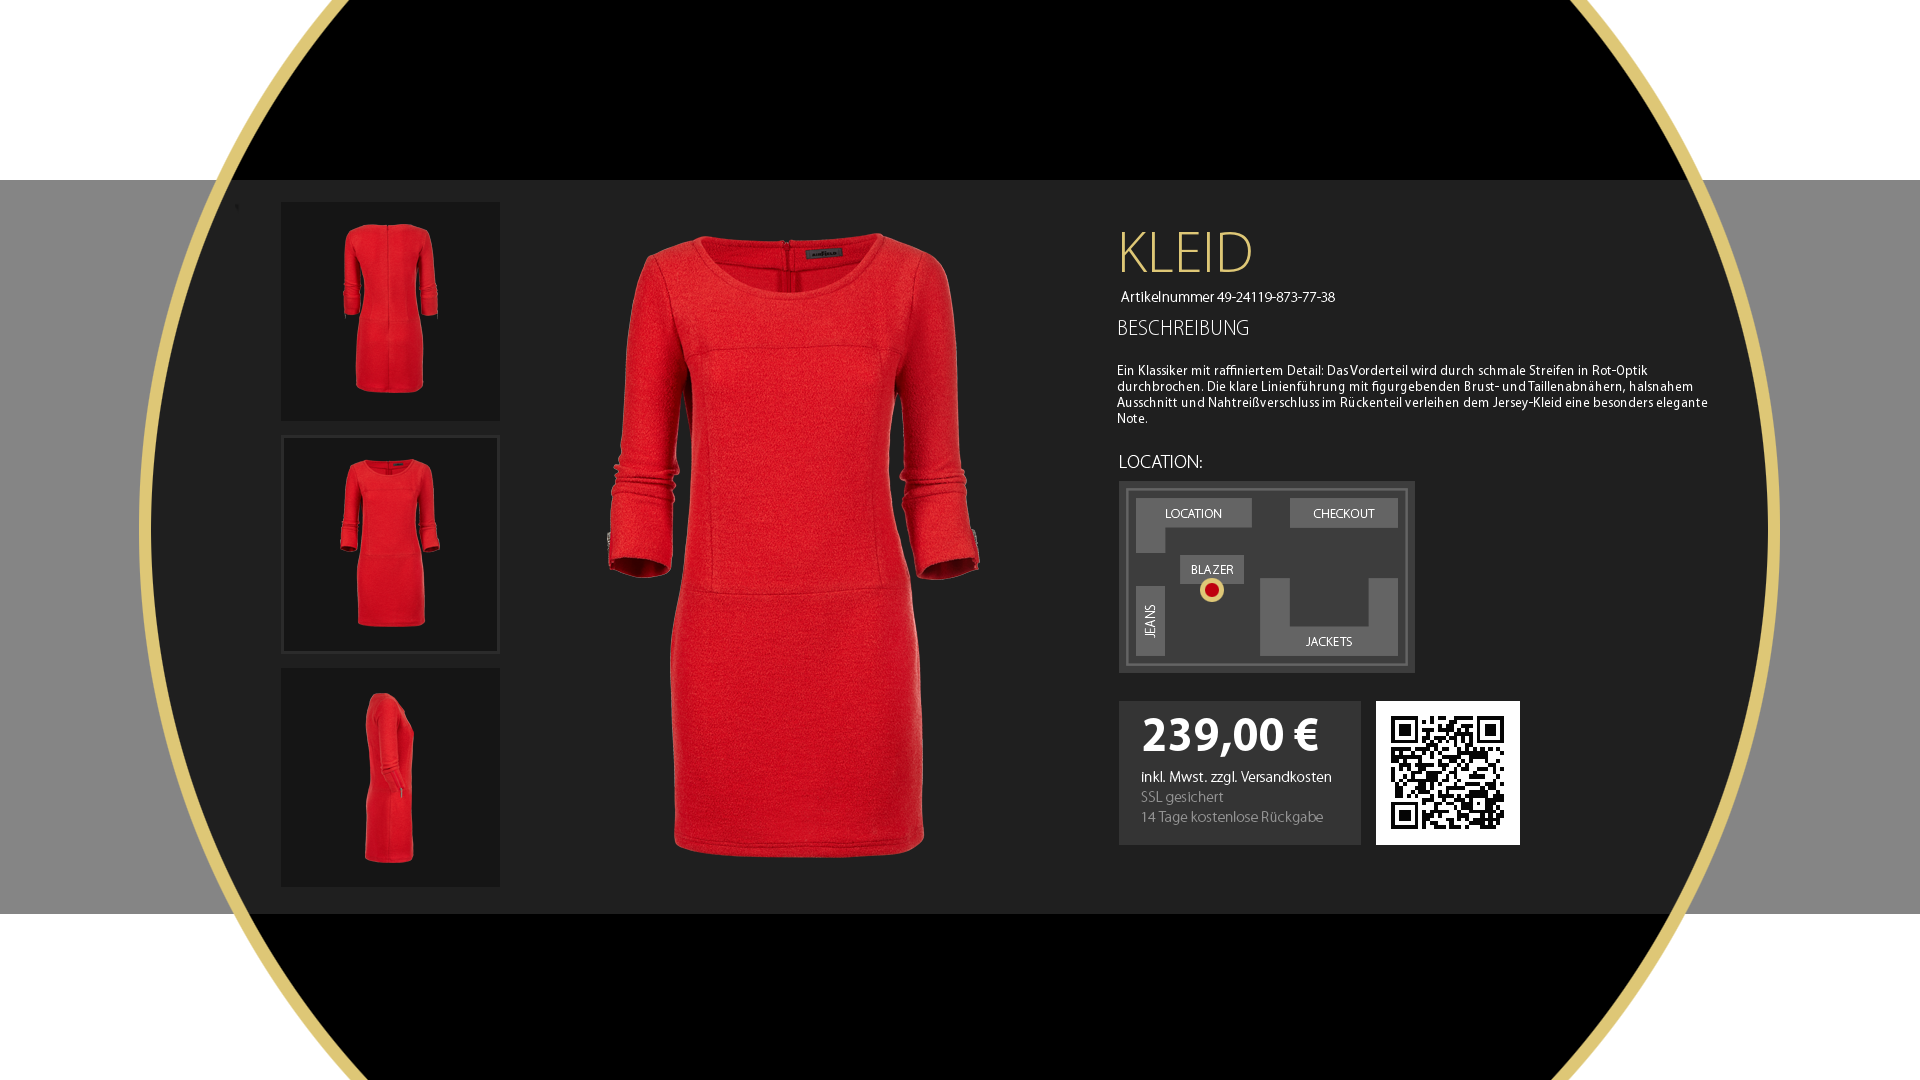 KLEID
Artikelnummer 49-24119-873-77-38
BESCHREIBUNG
Ein Klassiker mit raffiniertem Detail: Das Vorderteil wird durch schmale Streifen in Rot-Optik
durchbrochen. Die klare Linienführung mit figurgebenden Brust- und Taillenabnähern, halsnahem
Ausschnitt und Nahtreißverschluss im Rückenteil verleihen dem Jersey-Kleid eine besonders elegante
Note.
LOCATION:
LOCATION
CHECKOUT
BLAZER
JEANS
JACKETS
239,00 €
inkl. Mwst. zzgl. Versandkosten
SSL gesichert
14 Tage kostenlose Rückgabe